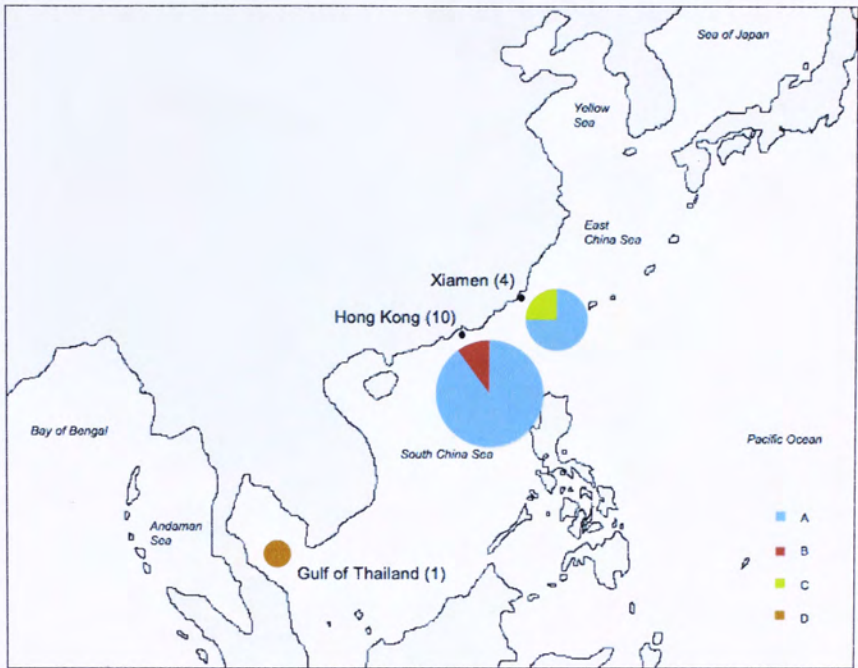 Sea of Japan
Yellow
Sea
East
China Sea
Xiamen (4)
Hong Kong (10)
Bay of Bengal
South China Sea
Pacific Ocean
Andaman
Sea
Gulf of Thailand (1)
A
B
C
D